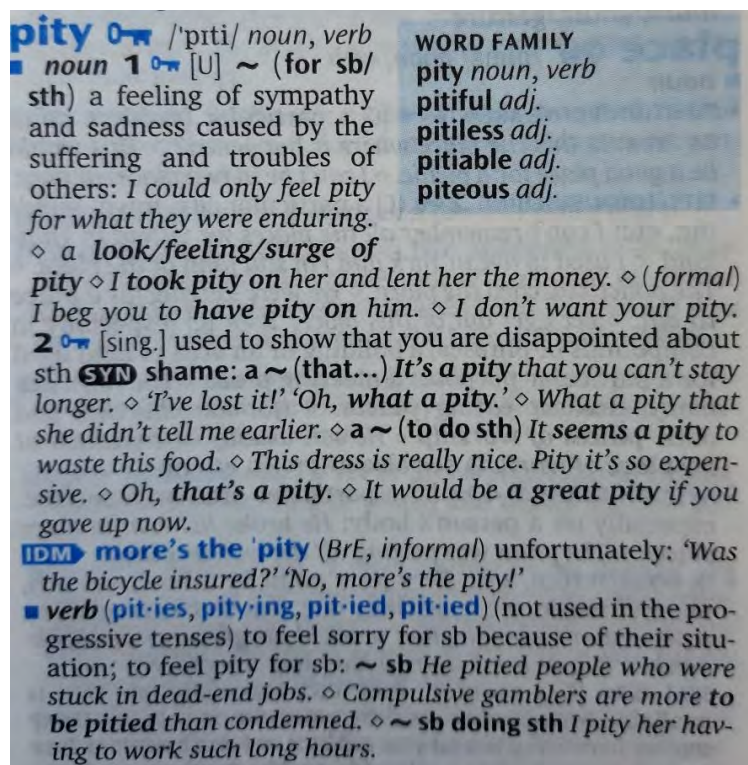 pity /ˈpɪti/ noun, verb
■ noun 1 [U] ~ (for sb/
sth) a feeling of sympathy
and sadness caused by the
suffering and troubles of
others: I could only feel pity
for what they were enduring.
◇ a look/feeling/surge of
WORD FAMILY
pity noun, verb
pitiful adj.
pitiless adj.
pitiable adj.
piteous adj.
pity ◇ I took pity on her and lent her the money. ◇ (formal)
I beg you to have pity on him. ◇ I don't want your pity.
2 [sing.] used to show that you are disappointed about
sth SYN shame: a ~ (that...) It's a pity that you can't stay
longer. ◇ 'I've lost it!' 'Oh, what a pity.' ◇ What a pity that
she didn't tell me earlier. ◇ a ~ (to do sth) It seems a pity to
waste this food. ◇ This dress is really nice. Pity it's so expen-
sive. ◇ Oh, that's a pity. ◇ It would be a great pity if you
gave up now.
IDM more's the ˈpity (BrE, informal) unfortunately: 'Was
the bicycle insured?' 'No, more's the pity!'
■ verb (pit·ies, pity·ing, pit·ied, pit·ied) (not used in the pro-
gressive tenses) to feel sorry for sb because of their situ-
ation; to feel pity for sb: ~ sb He pitied people who were
stuck in dead-end jobs. ◇ Compulsive gamblers are more to
be pitied than condemned. ◇ ~ sb doing sth I pity her hav-
ing to work such long hours.